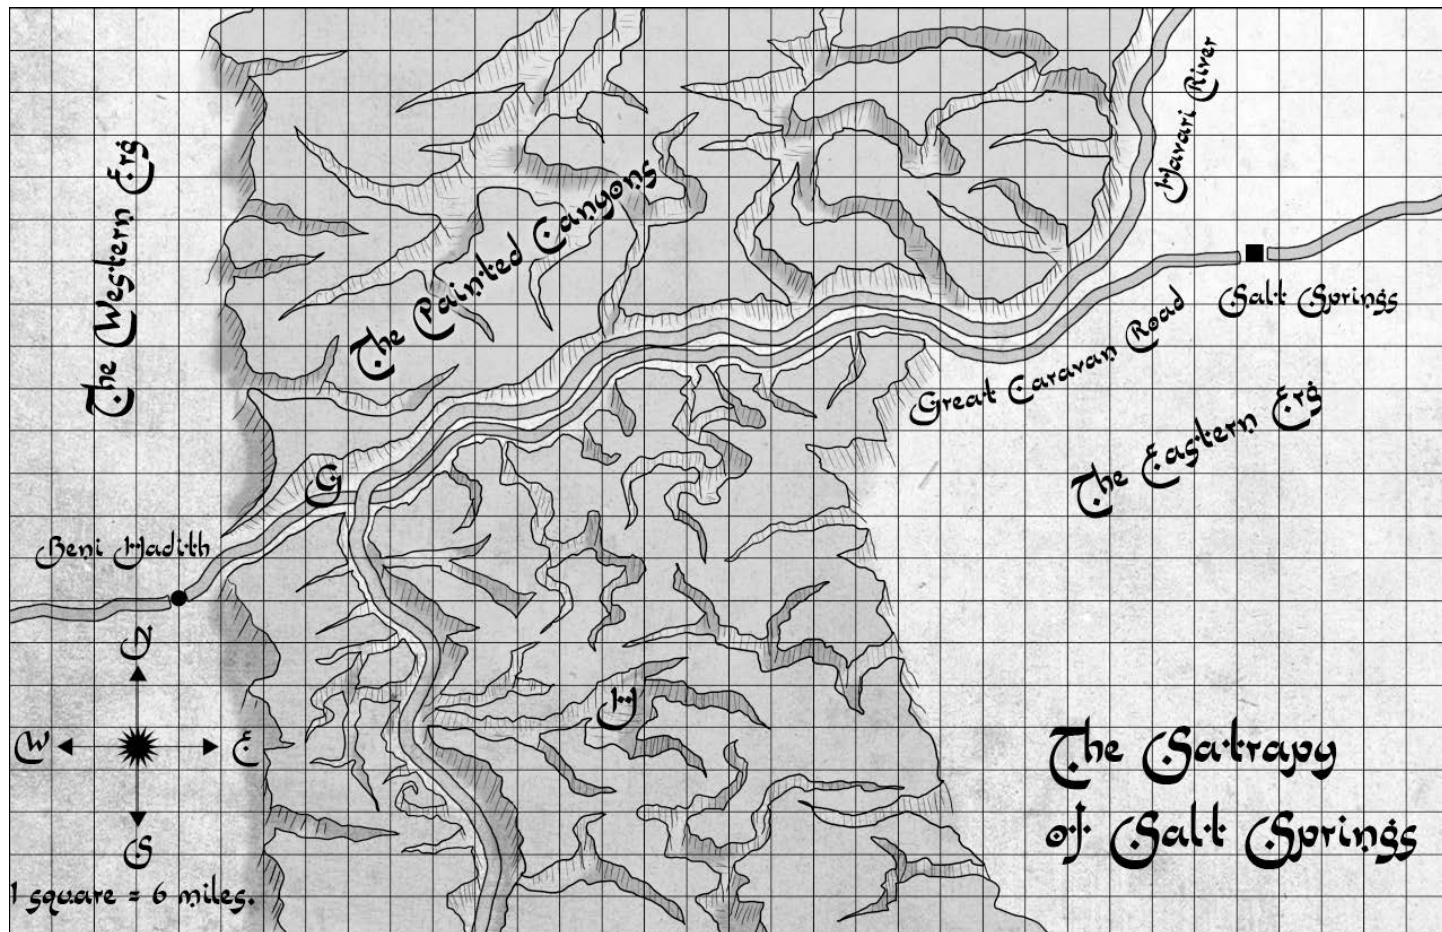 The Western Erg
The Painted Canyons
Havari River
Salt Springs
Great Caravan Road
The Eastern Erg
G
Beni Hadith
N
W
E
S
H
1 square = 6 miles.
The Satrapy
of Salt Springs